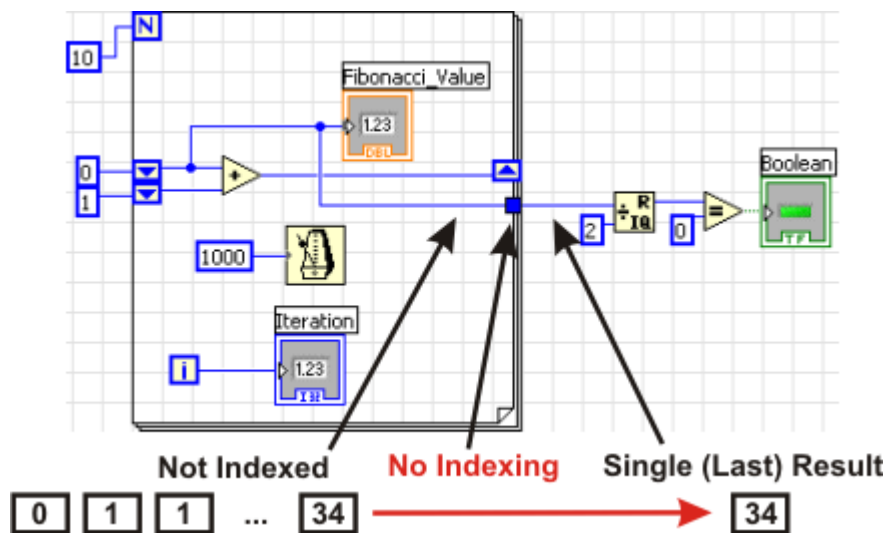 N
10
Fibonacci_Value
1.23
DBL
0
1
+
Boolean
R
÷ IQ
2
0
=
TF
1000
Iteration
i
1.23
I32
Not Indexed No Indexing Single (Last) Result
0 1 1 ... 34 34